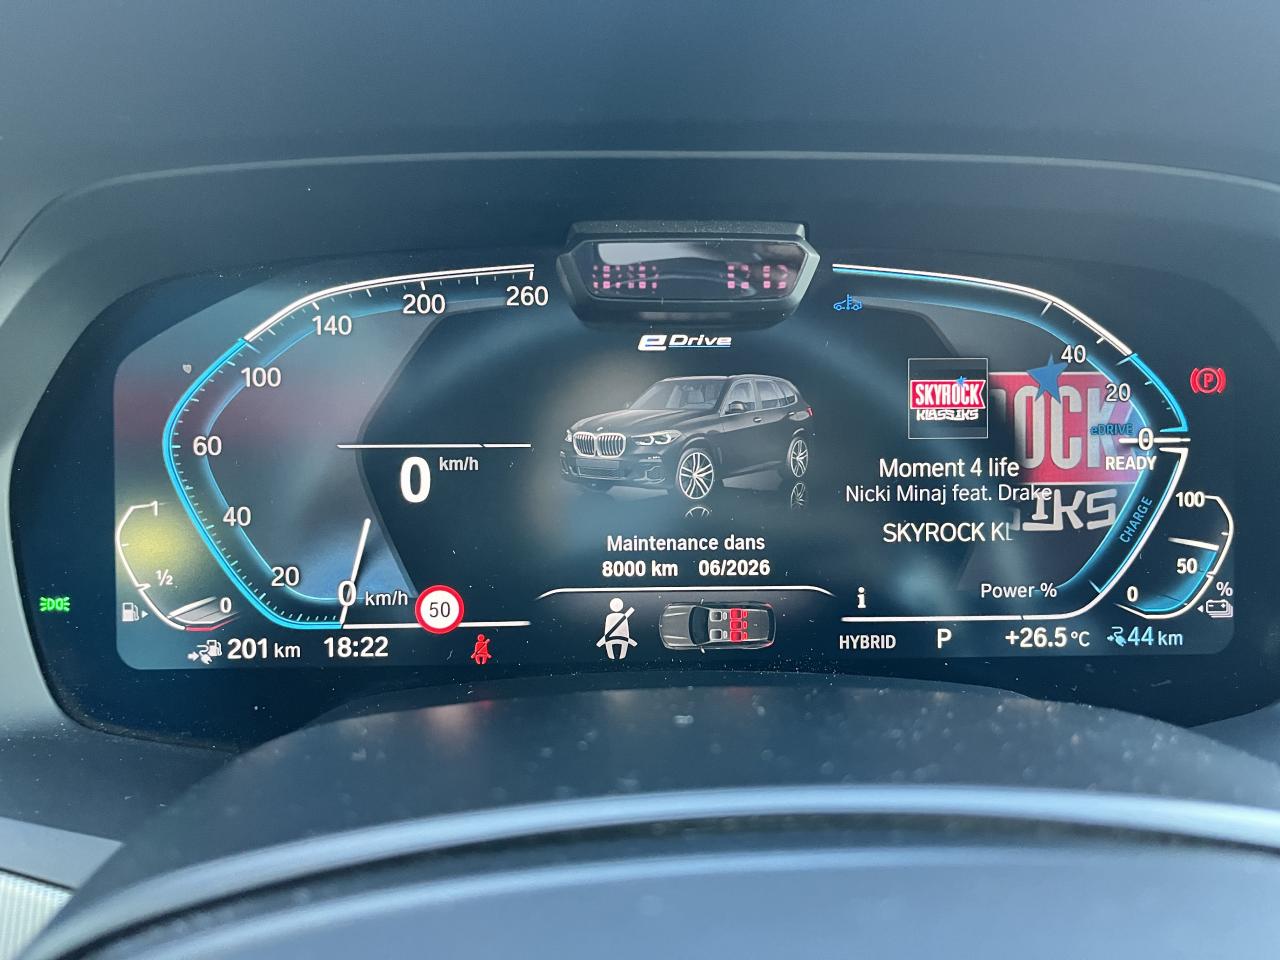 260
200
140
100
60
40
20
0 km/h
0 km/h
50
1
½
0
201 km
18:22
eDrive
Maintenance dans
8000 km 06/2026
SKYROCK
KLASSIKS
OCK
Moment 4 life
Nicki Minaj feat. Drake
SKYROCK KL
IKS
40
20
eDRIVE
0
READY
CHARGE
Power %
100
50
0
%
P
i
HYBRID
P
+26.5 °C
44 km